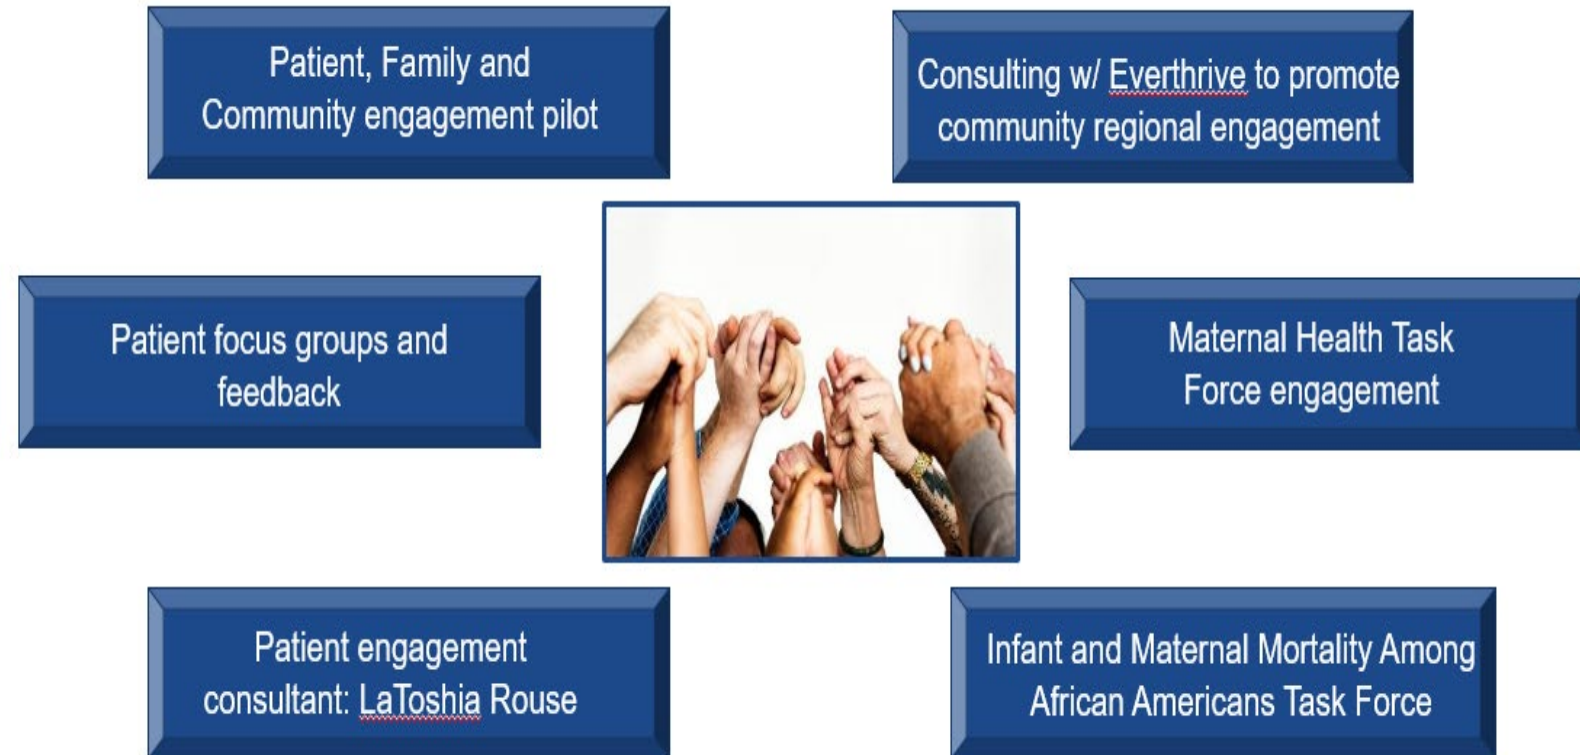 Patient, Family and
Community engagement pilot
Consulting w/ Everthrive to promote
community regional engagement
Patient focus groups and
feedback
Maternal Health Task
Force engagement
Patient engagement
consultant: LaToshia Rouse
Infant and Maternal Mortality Among
African Americans Task Force